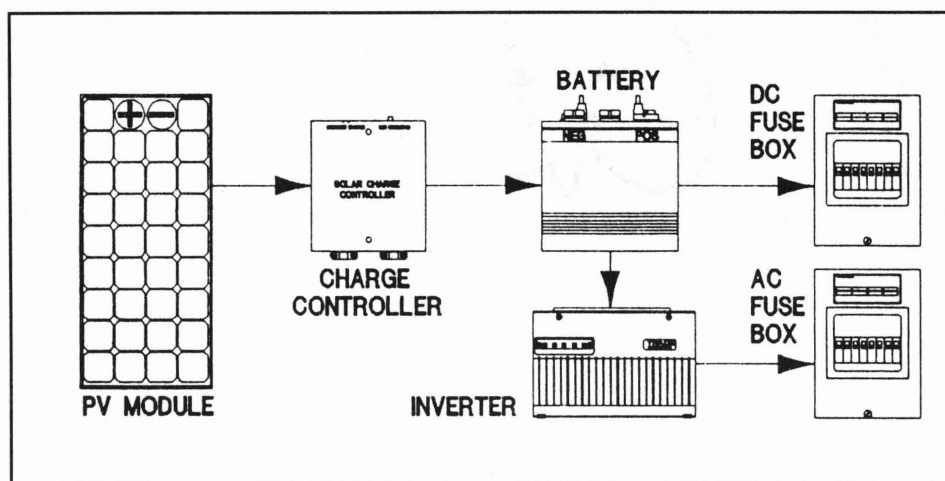 BATTERY
DC
FUSE
BOX
NEG
POS
SOLAR CHARGE
CONTROLLER
CHARGE
CONTROLLER
AC
FUSE
BOX
PV MODULE
INVERTER